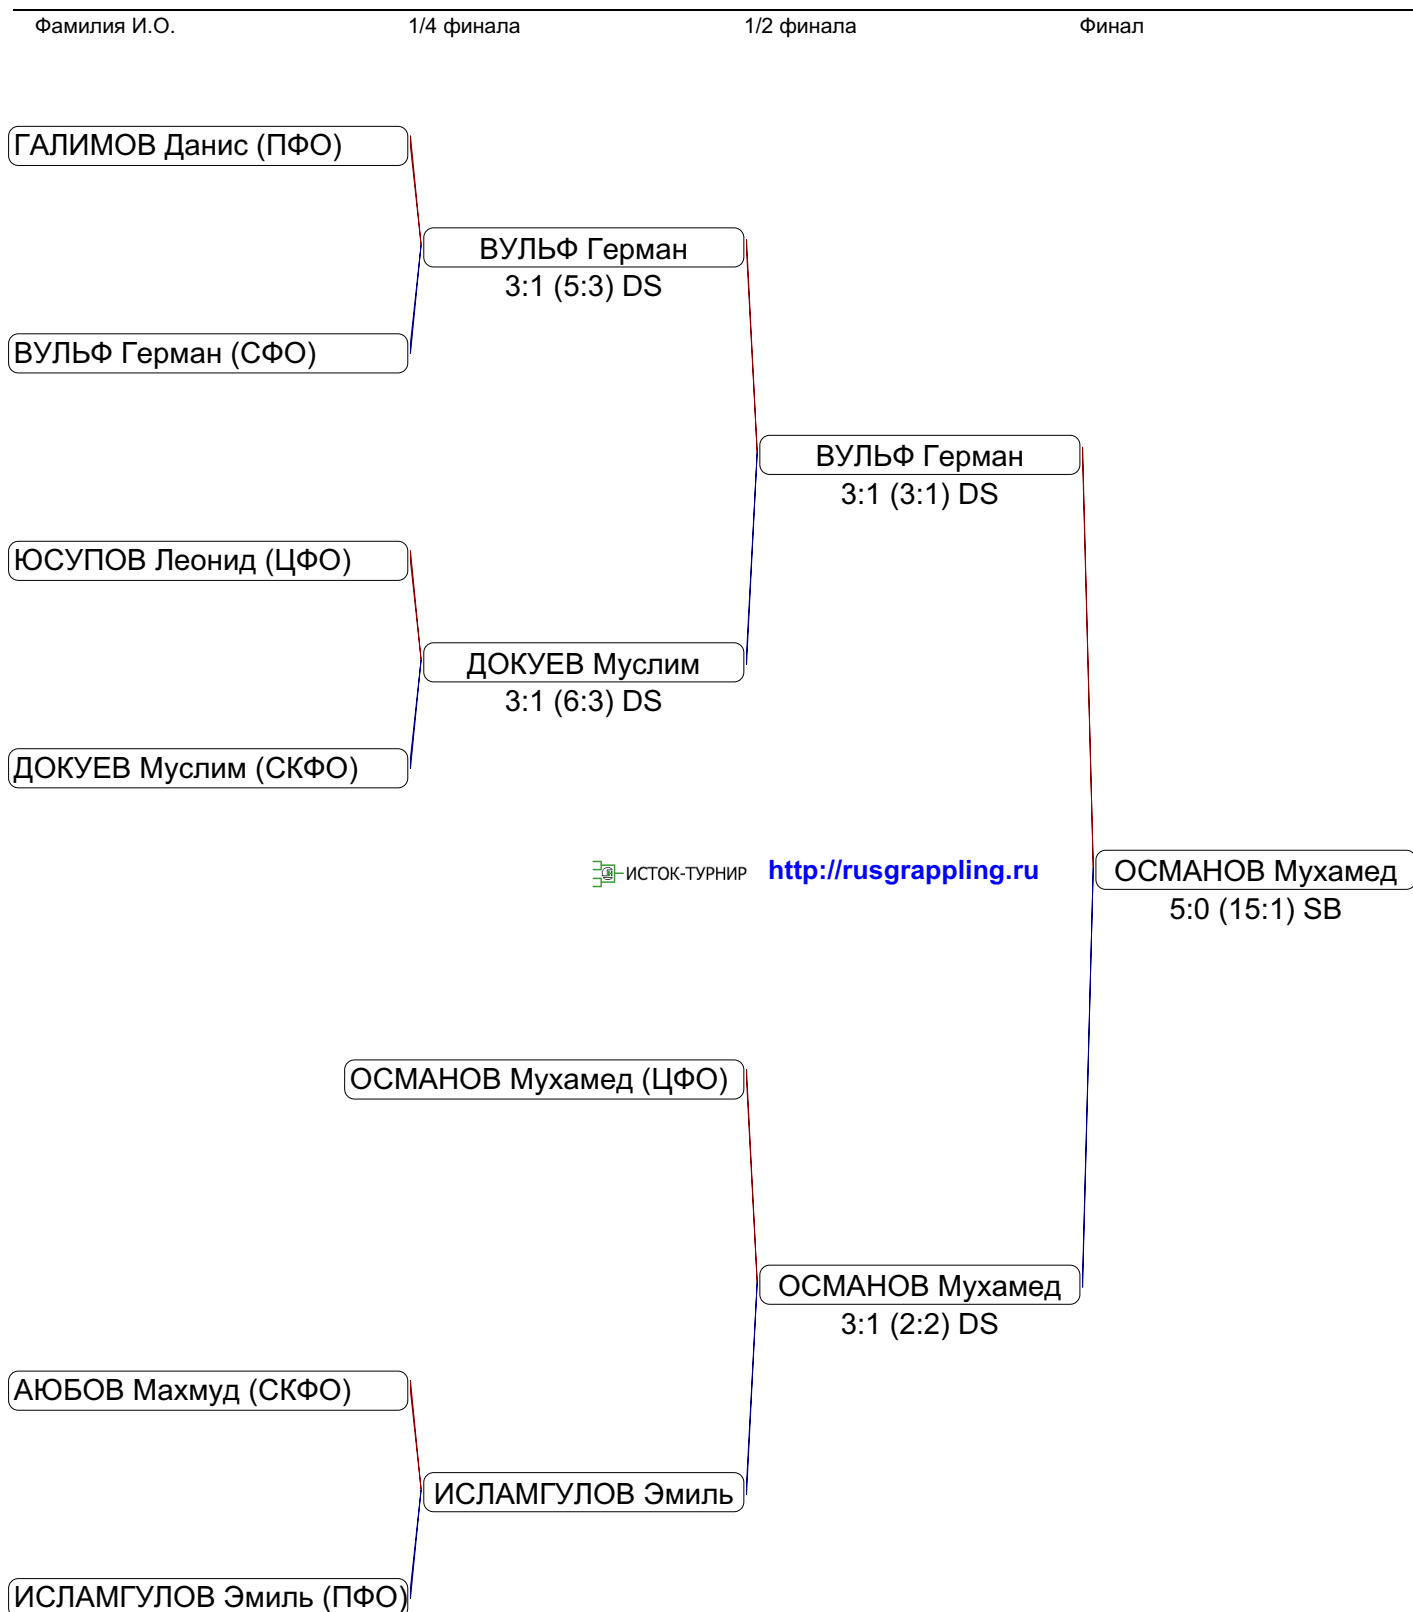 Фамилия И.О. 1/4 финала 1/2 финала Финал
ГАЛИМОВ Данис (ПФО)
ВУЛЬФ Герман
3:1 (5:3) DS
ВУЛЬФ Герман (СФО)
ВУЛЬФ Герман
3:1 (3:1) DS
ЮСУПОВ Леонид (ЦФО)
ДОКУЕВ Муслим
3:1 (6:3) DS
ДОКУЕВ Муслим (СКФО)
ИСТОК-ТУРНИР http://rusgrappling.ru
ОСМАНОВ Мухамед
5:0 (15:1) SB
ОСМАНОВ Мухамед (ЦФО)
ОСМАНОВ Мухамед
3:1 (2:2) DS
АЮБОВ Махмуд (СКФО)
ИСЛАМГУЛОВ Эмиль
ИСЛАМГУЛОВ Эмиль (ПФО)